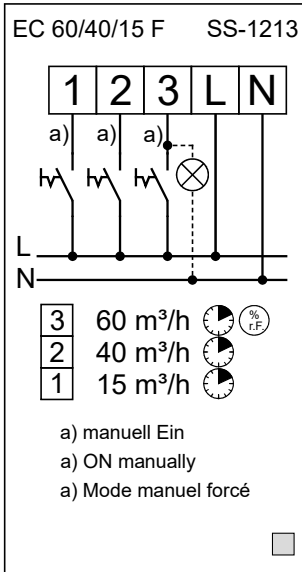 EC 60/40/15 F SS-1213
1 2 3 L N
a) a) a)
L
N
3 60 m³/h % r.F.
2 40 m³/h
1 15 m³/h
a) manuell Ein
a) ON manually
a) Mode manuel forcé